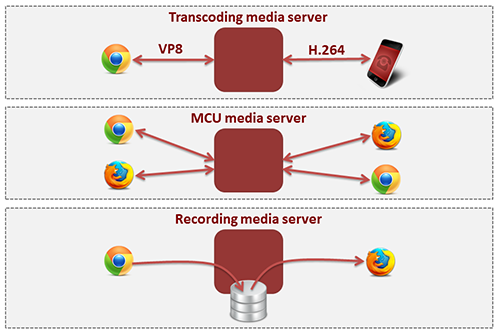 Transcoding media server
VP8
H.264
MCU media server
Recording media server